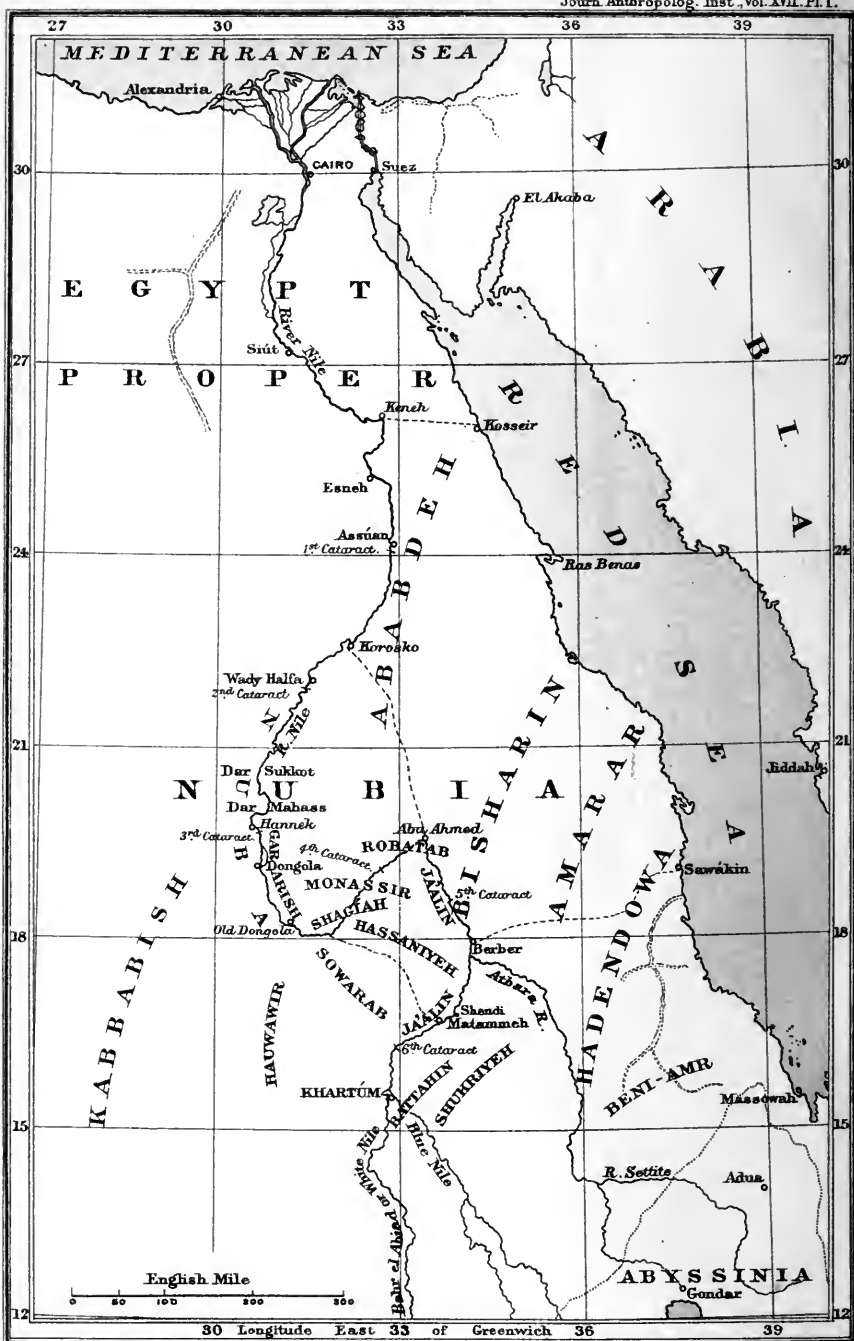 Journ. Anthropolog. Inst., Vol. XVII. Pl. I.
27 30 33 36 39
MEDITERRANEAN SEA
Alexandria
CAIRO
Suez
30
30
El Akaba
ARABIA
EGYPT
PROPER
River Nile
Siút
27
27
Keneh
Kosseir
RED SEA
Esneh
Assúan
1st Cataract.
24
24
Ras Benas
ABABDEH
Korosko
Wady Halfa
2nd Cataract
R. Nile
BISHARIN
AMARAR
21
21
Jiddah
Dar Sukkot
NUBIA
NUBA
Dar Mahass
Hannek
3rd Cataract.
Abu Ahmed
ROBATAB
4th Cataract.
GARRARISH
Dongola
MONASSIR
JAALIN
5th Cataract
Sawákin
SHAGIAH
HADENDOWA
Old Dongola
HASSANIYEH
18
18
Berber
KABBABISH
SOWARAB
Atbara R.
HAUWAWIR
JAALIN
Shendi
Matammeh
6th Cataract
KHARTÚM
BATTAHIN
SHUKRIYEH
BENI-AMR
Massowah
15
15
Bahr el Abiad or White Nile
Blue Nile
R. Settite
Adua
English Mile
0 50 100 200 300
ABYSSINIA
Gondar
12
12
30 Longitude East 33 of Greenwich 36 39